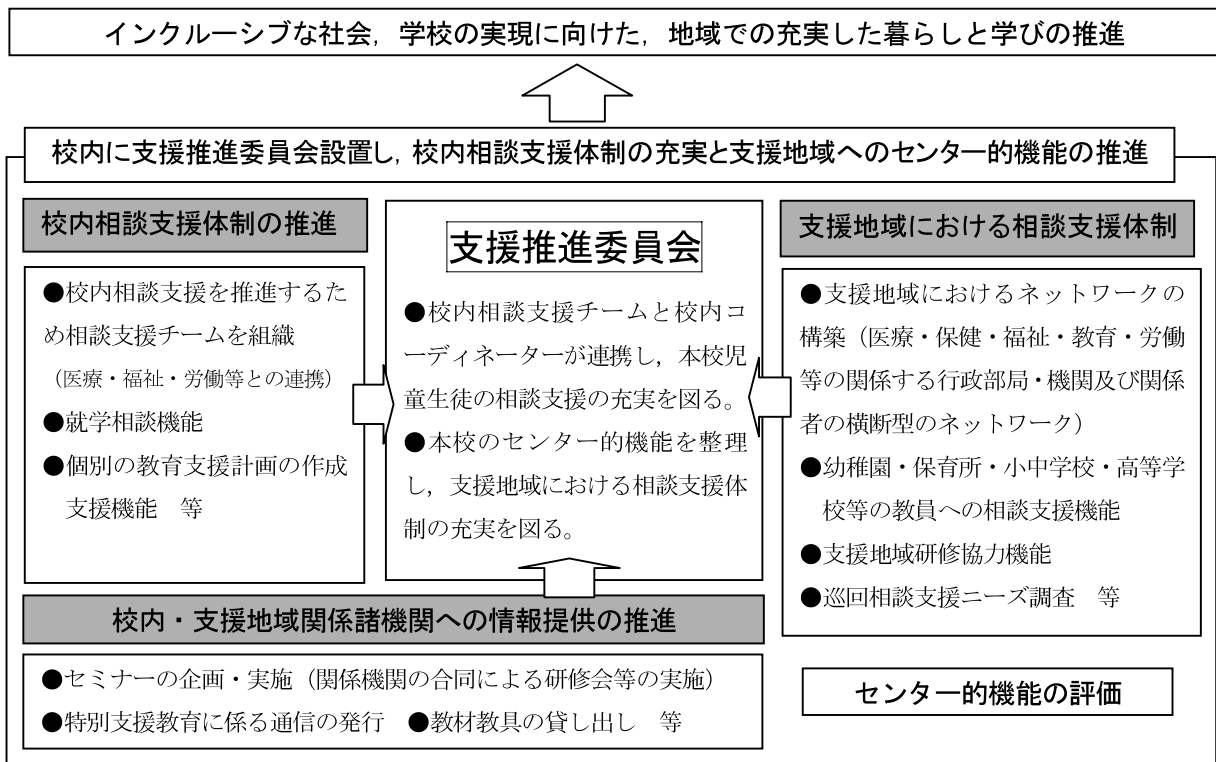 インクルーシブな社会，学校の実現に向けた，地域での充実した暮らしと学びの推進
校内に支援推進委員会設置し，校内相談支援体制の充実と支援地域へのセンター的機能の推進
校内相談支援体制の推進
●校内相談支援を推進するた
め相談支援チームを組織
（医療・福祉・労働等との連携）
●就学相談機能
●個別の教育支援計画の作成
支援機能　等
支援推進委員会
●校内相談支援チームと校内コ
ーディネーターが連携し，本校児
童生徒の相談支援の充実を図る。
●本校のセンター的機能を整理
し，支援地域における相談支援体
制の充実を図る。
支援地域における相談支援体制
●支援地域におけるネットワークの
構築（医療・保健・福祉・教育・労働
等の関係する行政部局・機関及び関係
者の横断型のネットワーク）
●幼稚園・保育所・小中学校・高等学
校等の教員への相談支援機能
●支援地域研修協力機能
●巡回相談支援ニーズ調査　等
校内・支援地域関係諸機関への情報提供の推進
●セミナーの企画・実施（関係機関の合同による研修会等の実施）
●特別支援教育に係る通信の発行　●教材教具の貸し出し　等
センター的機能の評価